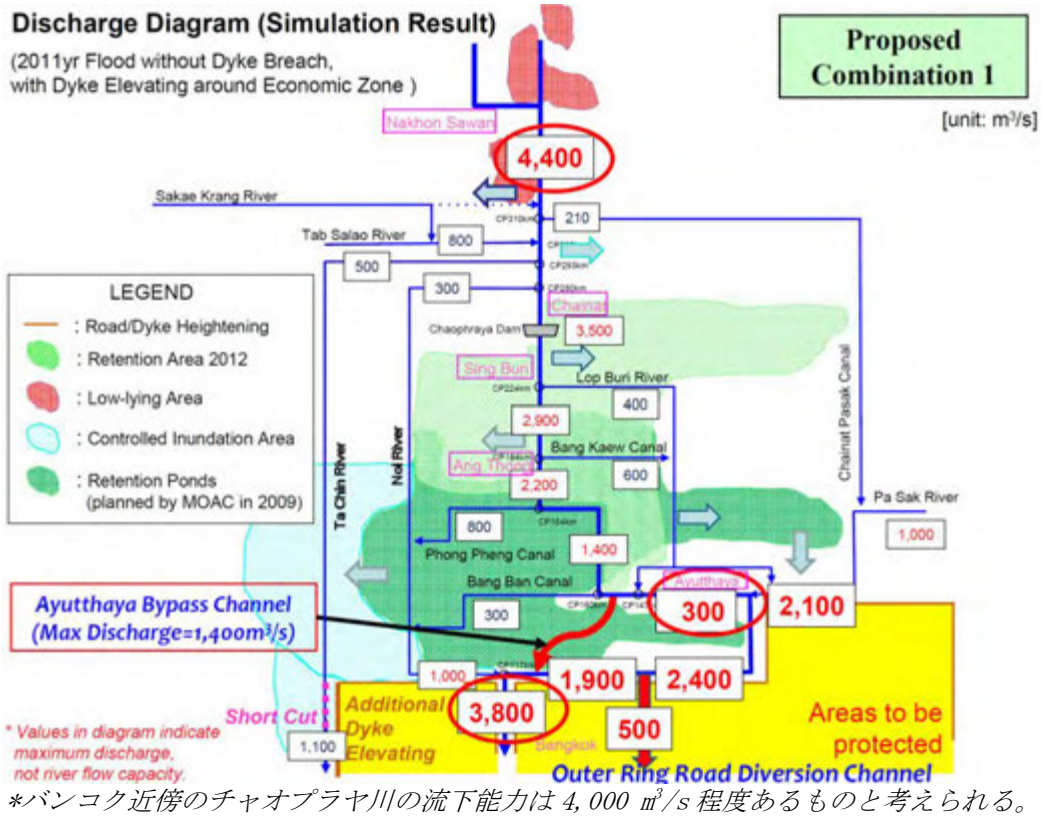 Discharge Diagram (Simulation Result)
(2011yr Flood without Dyke Breach,
with Dyke Elevating around Economic Zone )
Proposed
Combination 1
[unit: m³/s]
Nakhon Sawan
4,400
Sakae Krang River
CP310km
210
Tab Salao River
800
500
CP293km
300
CP280km
LEGEND
: Road/Dyke Heightening
: Retention Area 2012
: Low-lying Area
: Controlled Inundation Area
: Retention Ponds
(planned by MOAC in 2009)
Chainat
Chaophraya Dam
3,500
Sing Buri
CP224km
Lop Buri River
400
2,900
Bang Kaew Canal
Ang Thong
600
2,200
Ta Chin River
Noi River
Chainat Pasak Canal
Pa Sak River
1,000
800
CP164km
Phong Pheng Canal
1,400
Bang Ban Canal
Ayutthaya
300
300
2,100
Ayutthaya Bypass Channel
(Max Discharge=1,400m³/s)
1,000
1,900
2,400
3,800
500
Short Cut
Additional
Dyke
Elevating
Bangkok
Areas to be
protected
1,100
* Values in diagram indicate
maximum discharge,
not river flow capacity.
Outer Ring Road Diversion Channel
*バンコク近傍のチャオプラヤ川の流下能力は 4,000 ㎥/s 程度あるものと考えられる。